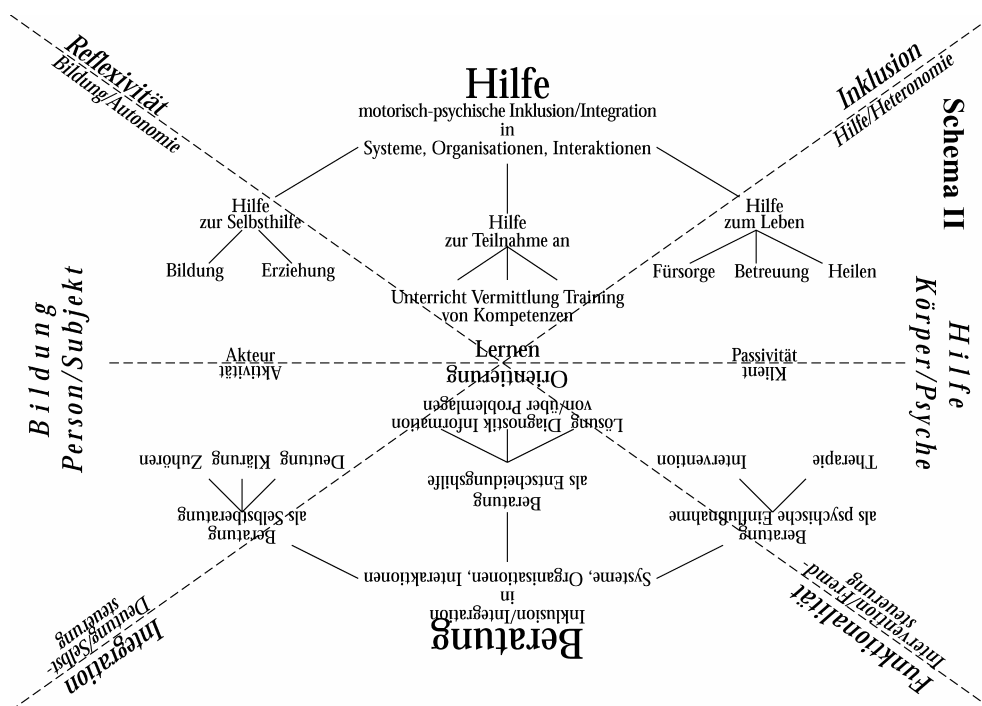 Reflexivität
Bildung/Autonomie
Hilfe
motorisch-psychische Inklusion/Integration
in
Systeme, Organisationen, Interaktionen
Inklusion
Hilfe/Heteronomie
Schema II
Hilfe
zur Selbsthilfe
Bildung Erziehung
Hilfe
zur Teilnahme an
Unterricht Vermittlung Training
von Kompetenzen
Hilfe
zum Leben
Fürsorge Betreuung Heilen
Bildung
Person/Subjekt
Hilfe
Körper/Psyche
Lernen
Akteur
Aktivität
Passivität
Klient
Orientierung
Beratung
Inklusion/Integration
in
Systeme, Organisationen, Interaktionen
Beratung
als psychische Einflußnahme
Therapie Intervention
Beratung
als Entscheidungshilfe
Lösung Diagnostik Information
von/über Problemlagen
Beratung
als Selbstberatung
Deutung Klärung Zuhören
Integration
Deutung/Selbst-
steuerung
Funktionalität
Intervention/Fremd-
steuerung